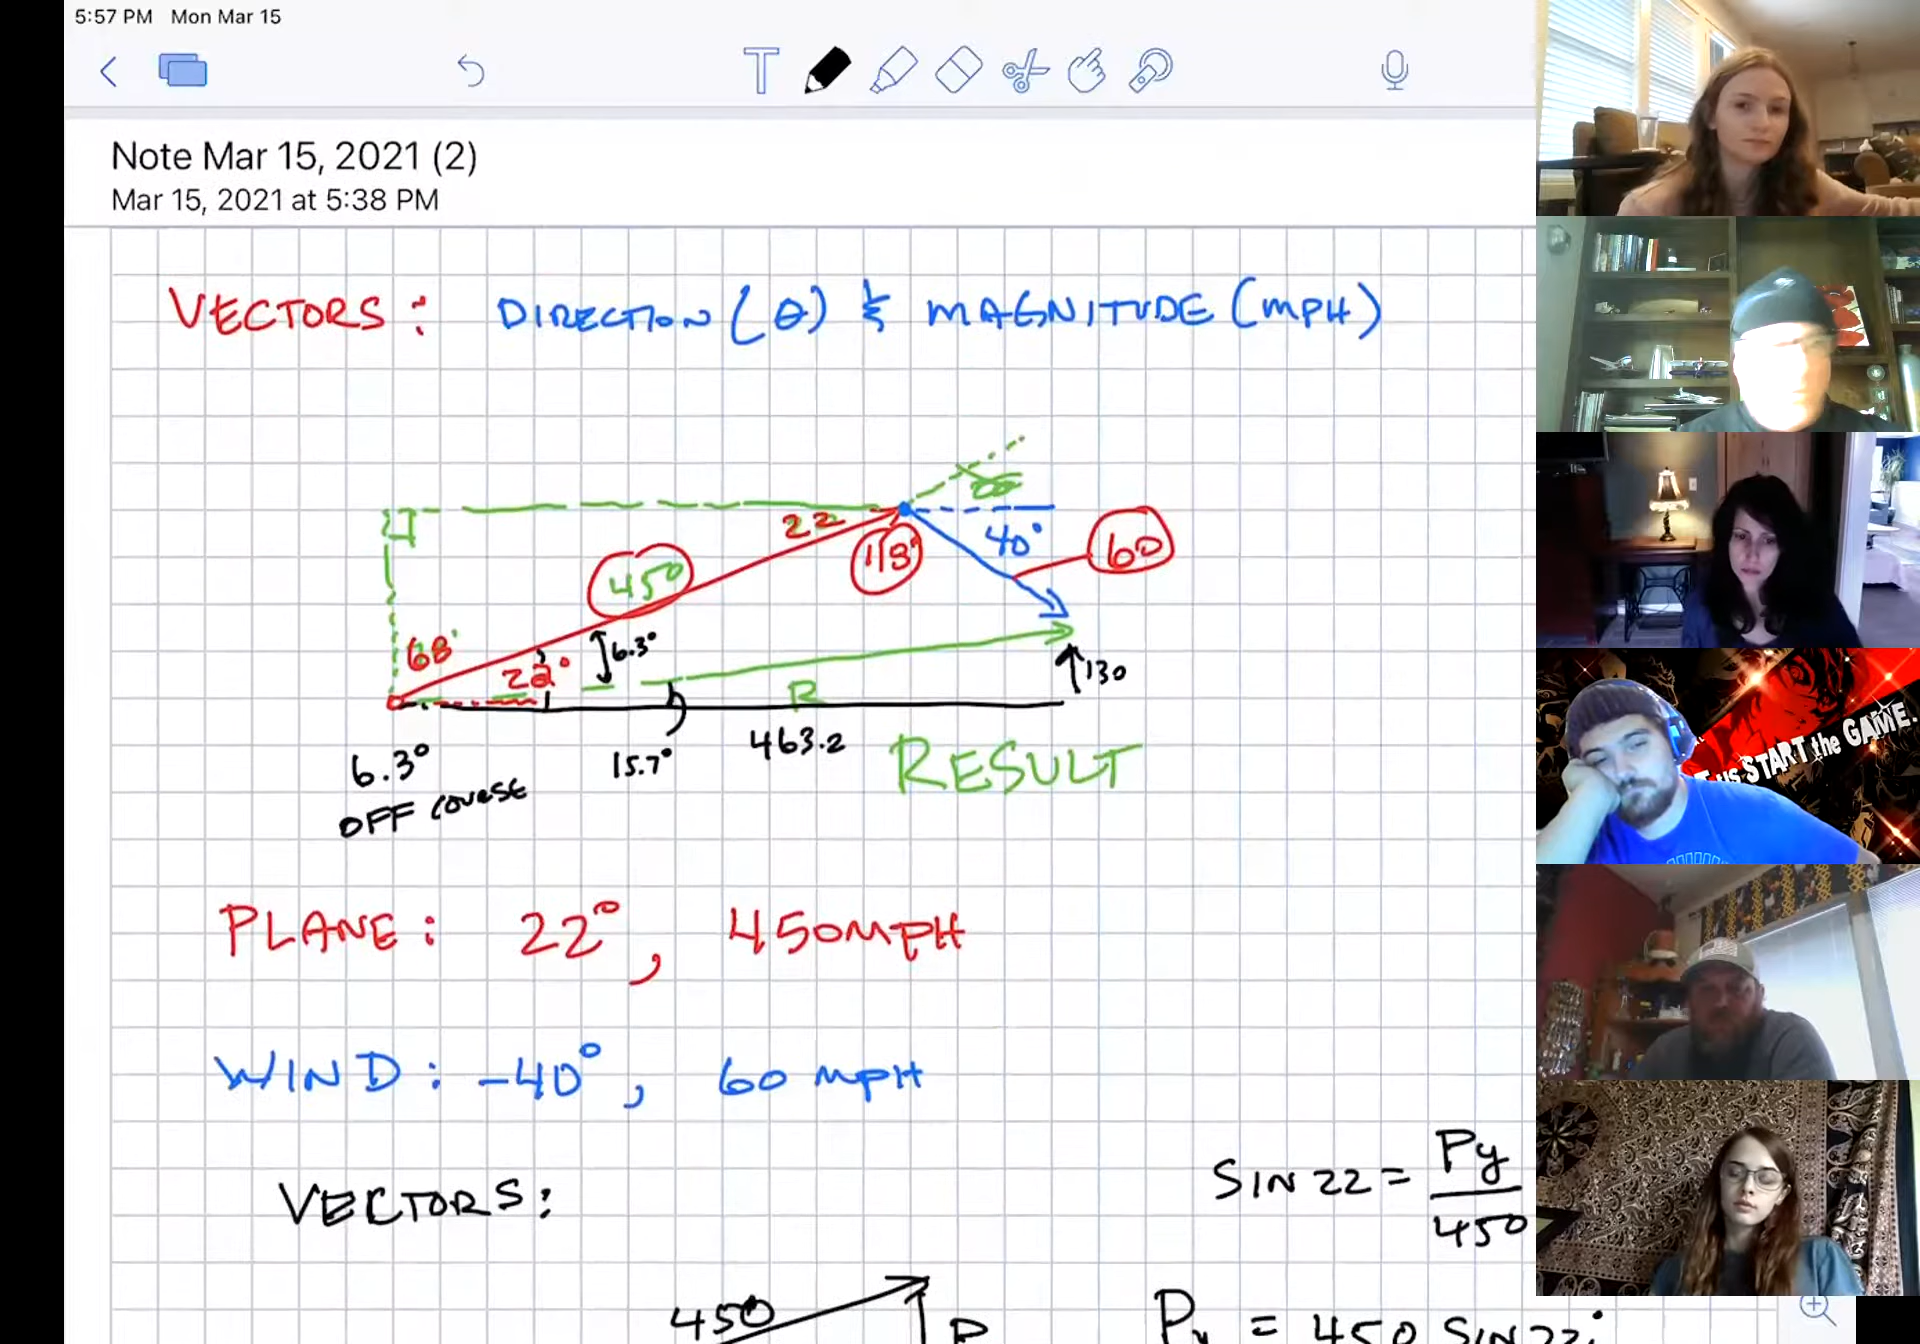 5:57 PM Mon Mar 15
T
Note Mar 15, 2021 (2)
Mar 15, 2021 at 5:38 PM
VECTORS: DIRECTION (θ) & MAGNITUDE (MPH)
22
118°
40°
60
450
68°
22°
6.3°
R
130
6.3°
OFF COURSE
15.7°
463.2
RESULT
START the GAME.
PLANE: 22°, 450MPH
WIND: -40°, 60 MPH
VECTORS:
SIN 22 = Py
450
450
P
= 450 SIN 22